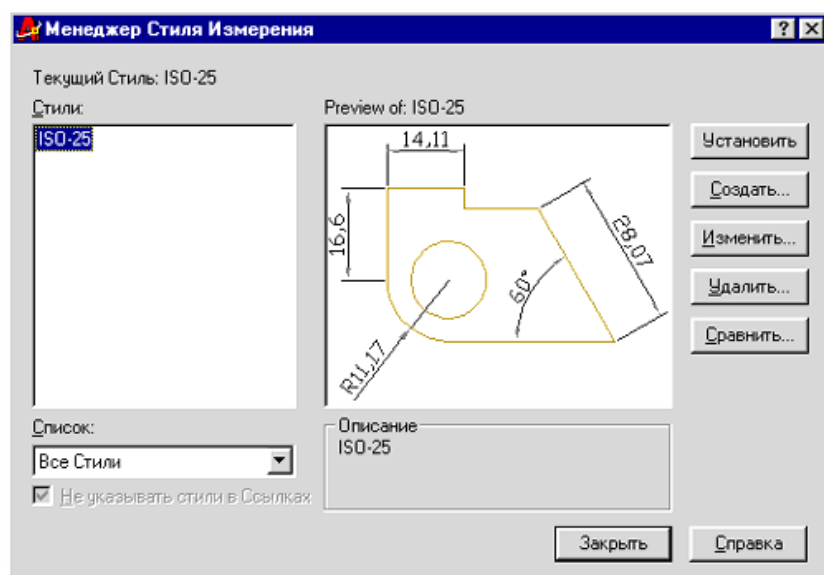 Менеджер Стиля Измерения
Текущий Стиль: ISO-25
Стили:
Preview of: ISO-25
ISO-25
14,11
16,6
28,07
60°
R11,17
Установить
Создать...
Изменить...
Удалить...
Сравнить...
Список:
Все Стили
Не указывать стили в Ссылках
Описание
ISO-25
Закрыть
Справка